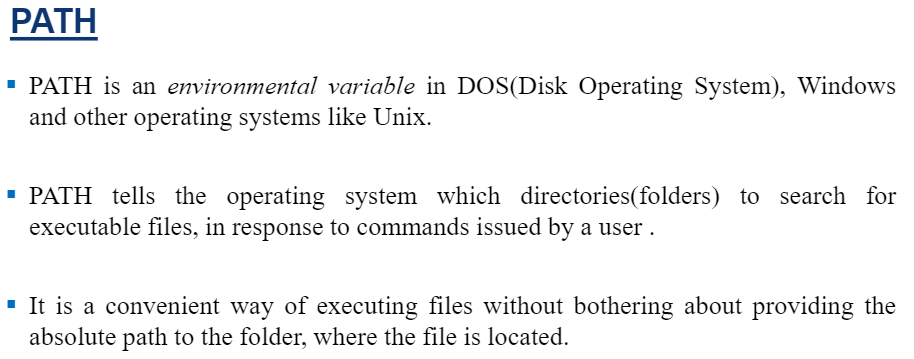 PATH
▪ PATH is an environmental variable in DOS(Disk Operating System), Windows
and other operating systems like Unix.
▪ PATH tells the operating system which directories(folders) to search for
executable files, in response to commands issued by a user .
▪ It is a convenient way of executing files without bothering about providing the
absolute path to the folder, where the file is located.